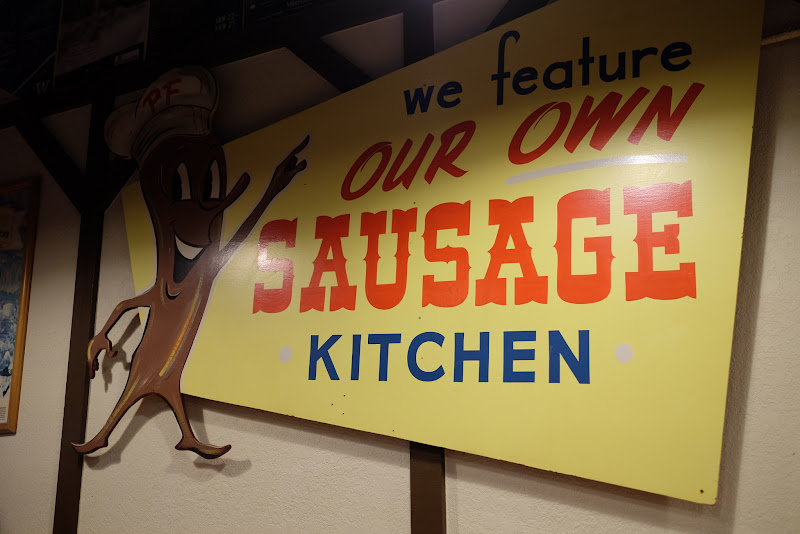 PF
we feature
OUR OWN
SAUSAGE
• KITCHEN •